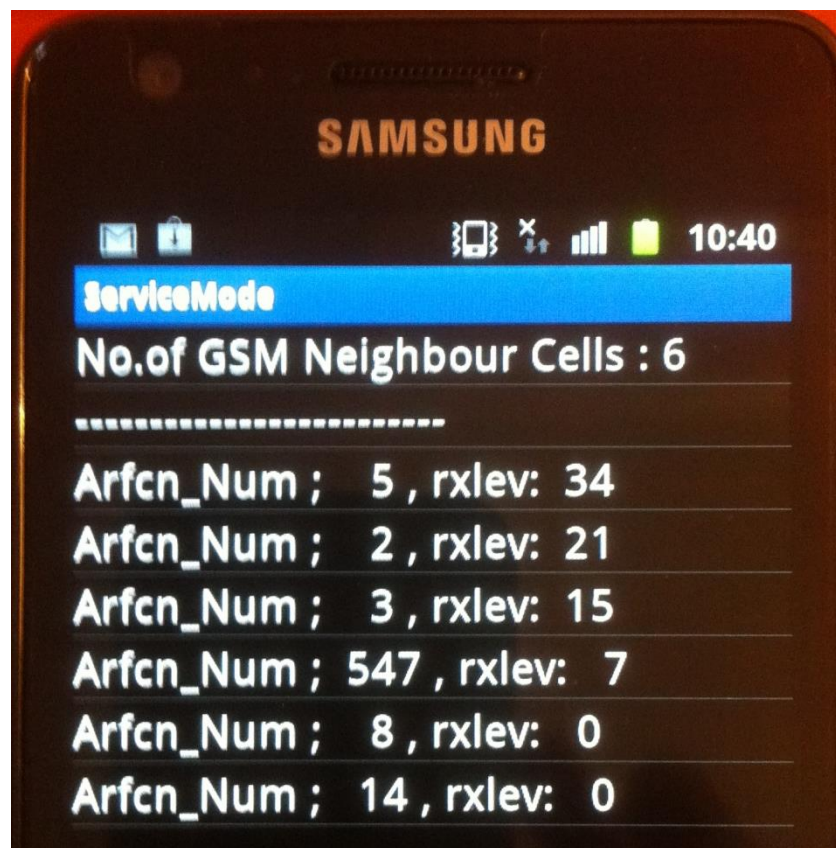 SAMSUNG
10:40
ServiceMode
No.of GSM Neighbour Cells : 6
-------------------------
Arfcn_Num ; 5 , rxlev: 34
Arfcn_Num ; 2 , rxlev: 21
Arfcn_Num ; 3 , rxlev: 15
Arfcn_Num ; 547 , rxlev: 7
Arfcn_Num ; 8 , rxlev: 0
Arfcn_Num ; 14 , rxlev: 0